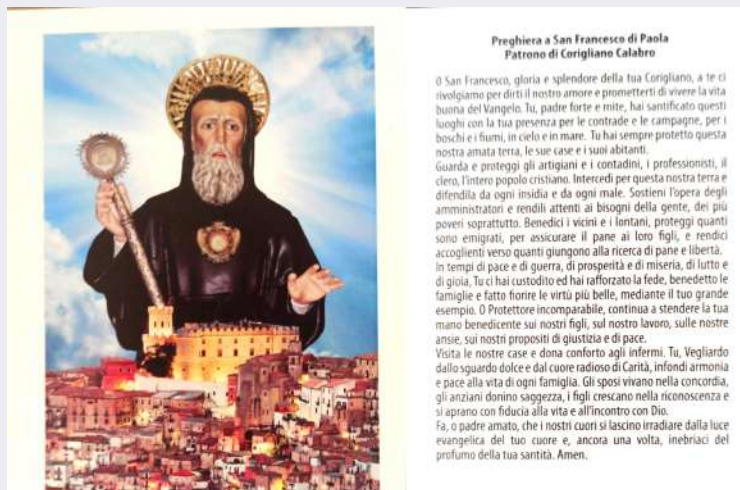 Preghiera a San Francesco di Paola
Patrono di Corigliano Calabro
O San Francesco, gloria e splendore della tua Corigliano, a te ci
rivolgiamo per dirti il nostro amore e prometterti di vivere la vita
buona del Vangelo. Tu, padre forte e mite, hai santificato questi
luoghi con la tua presenza per le contrade e le campagne, per i
boschi e i fiumi, in cielo e in mare. Tu hai sempre protetto questa
nostra amata terra, le sue case e i suoi abitanti.
Guarda e proteggi gli artigiani e i contadini, i professionisti, il
clero, l'intero popolo cristiano. Intercedi per questa nostra terra e
difendila da ogni insidia e da ogni male. Sostieni l'opera degli
amministratori e rendili attenti ai bisogni della gente, dei più
poveri soprattutto. Benedici i vicini e i lontani, proteggi quanti
sono emigrati, per assicurare il pane ai loro figli, e rendici
accoglienti verso quanti giungono alla ricerca di pane e libertà.
In tempi di pace e di guerra, di prosperità e di miseria, di lutto e
di gioia, Tu ci hai custodito ed hai rafforzato la fede, benedetto le
famiglie e fatto fiorire le virtù più belle, mediante il tuo grande
esempio. O Protettore incomparabile, continua a stendere la tua
mano benedicente sui nostri figli, sul nostro lavoro, sulle nostre
ansie, sui nostri propositi di giustizia e di pace.
Visita le nostre case e dona conforto agli infermi. Tu, Vegliardo
dallo sguardo dolce e dal cuore radioso di Carità, infondi armonia
e pace alla vita di ogni famiglia. Gli sposi vivano nella concordia,
gli anziani donino saggezza, i figli crescano nella riconoscenza e
si aprano con fiducia alla vita e all'incontro con Dio.
Fa, o padre amato, che i nostri cuori si lascino irradiare dalla luce
evangelica del tuo cuore e, ancora una volta, inebriaci del
profumo della tua santità. Amen.